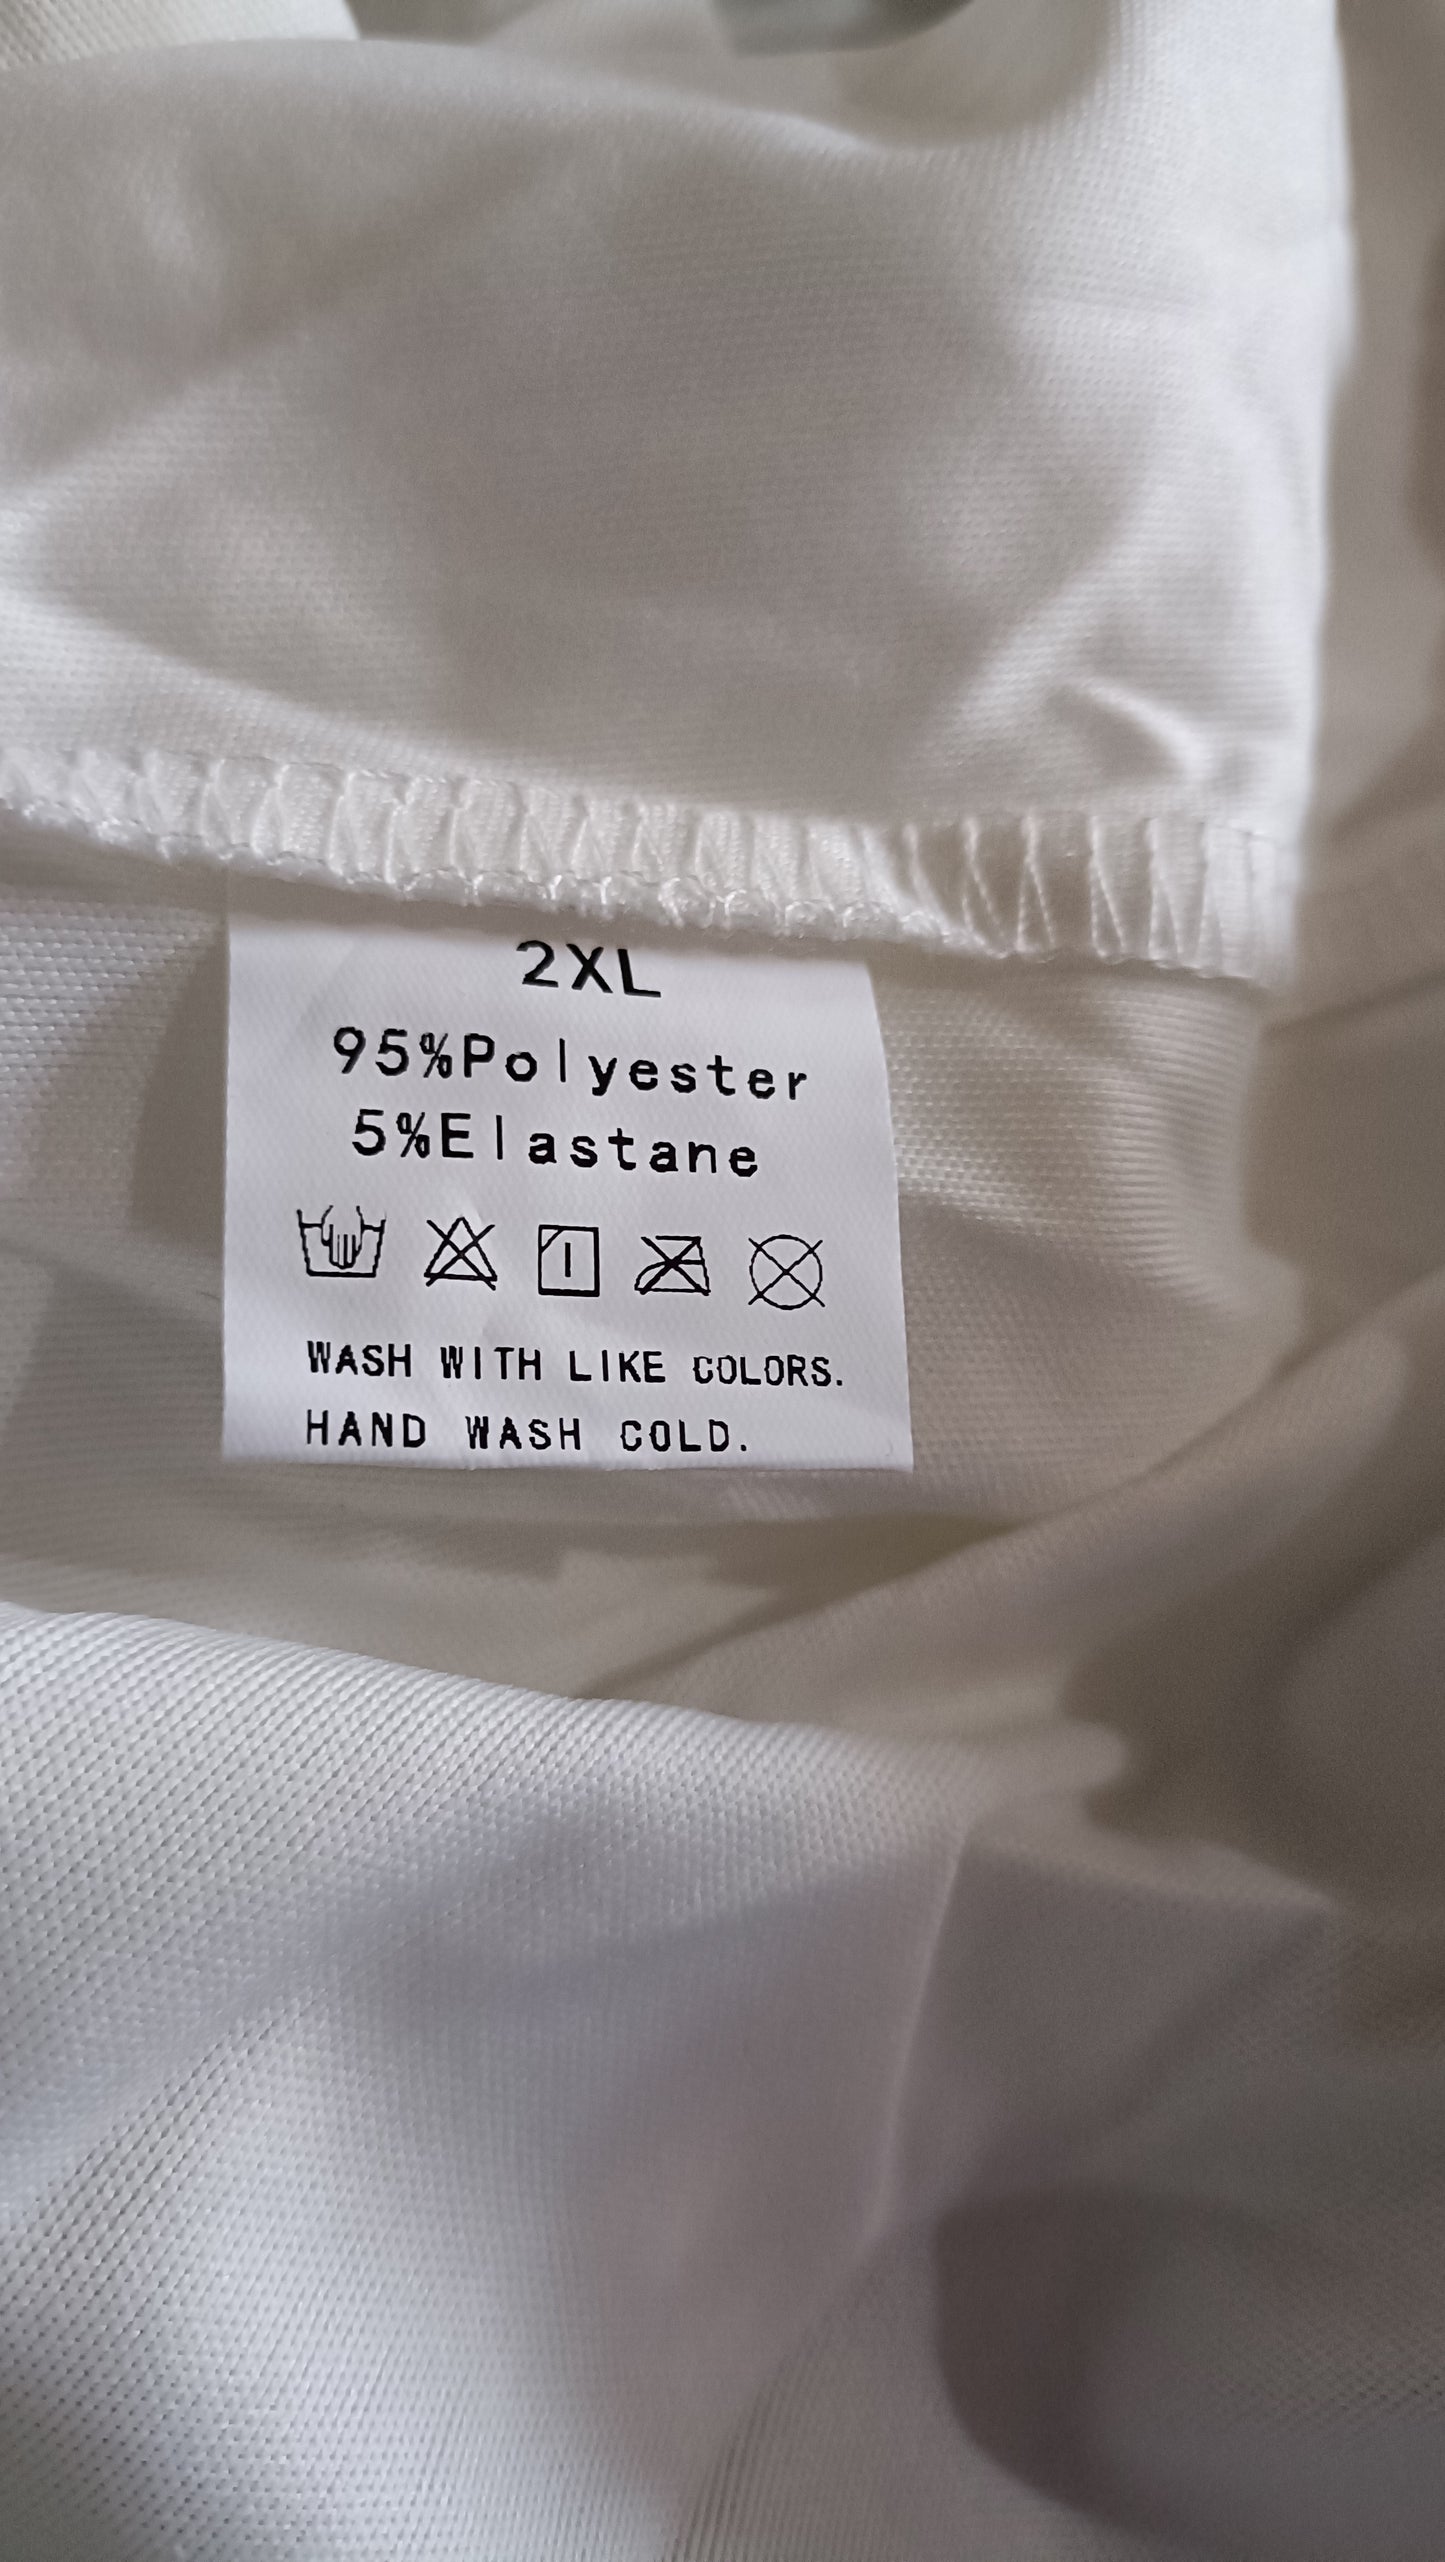 2XL
95%Polyester
5%Elastane
WASH WITH LIKE COLORS.
HAND WASH COLD.